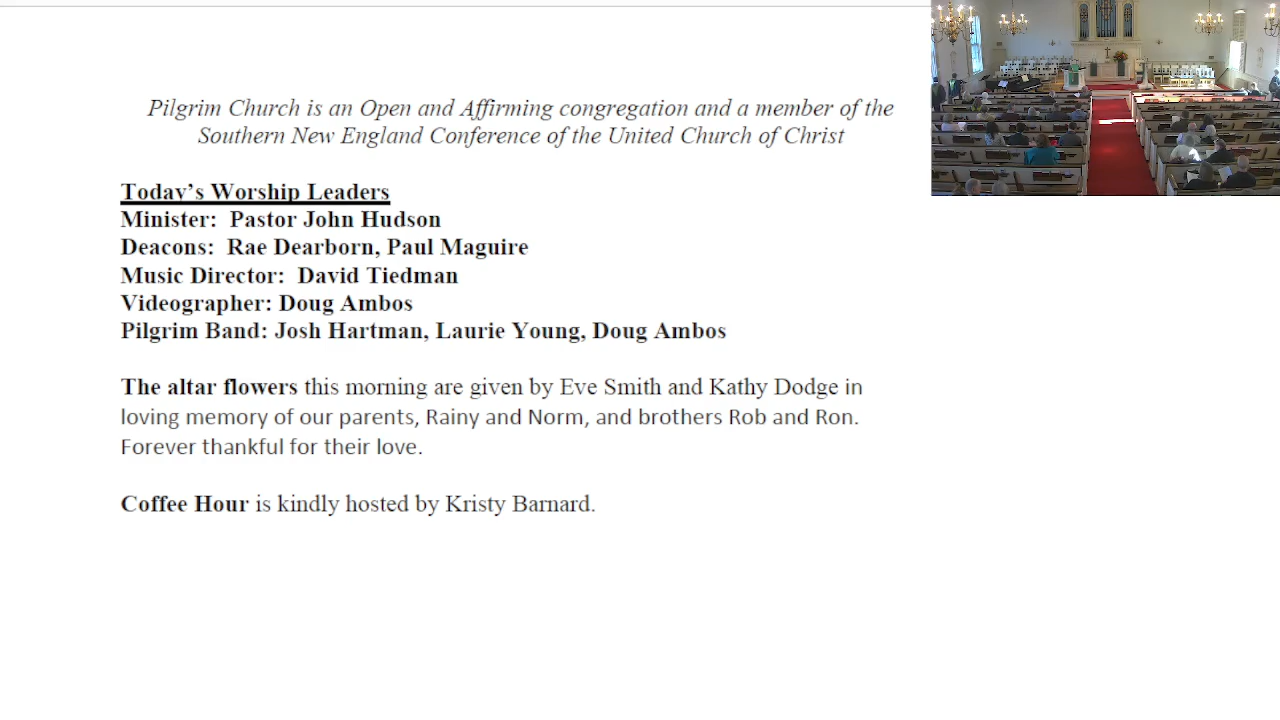 Pilgrim Church is an Open and Affirming congregation and a member of the
Southern New England Conference of the United Church of Christ
Today's Worship Leaders
Minister:  Pastor John Hudson
Deacons:  Rae Dearborn, Paul Maguire
Music Director:  David Tiedman
Videographer: Doug Ambos
Pilgrim Band: Josh Hartman, Laurie Young, Doug Ambos
The altar flowers this morning are given by Eve Smith and Kathy Dodge in
loving memory of our parents, Rainy and Norm, and brothers Rob and Ron.
Forever thankful for their love.
Coffee Hour is kindly hosted by Kristy Barnard.